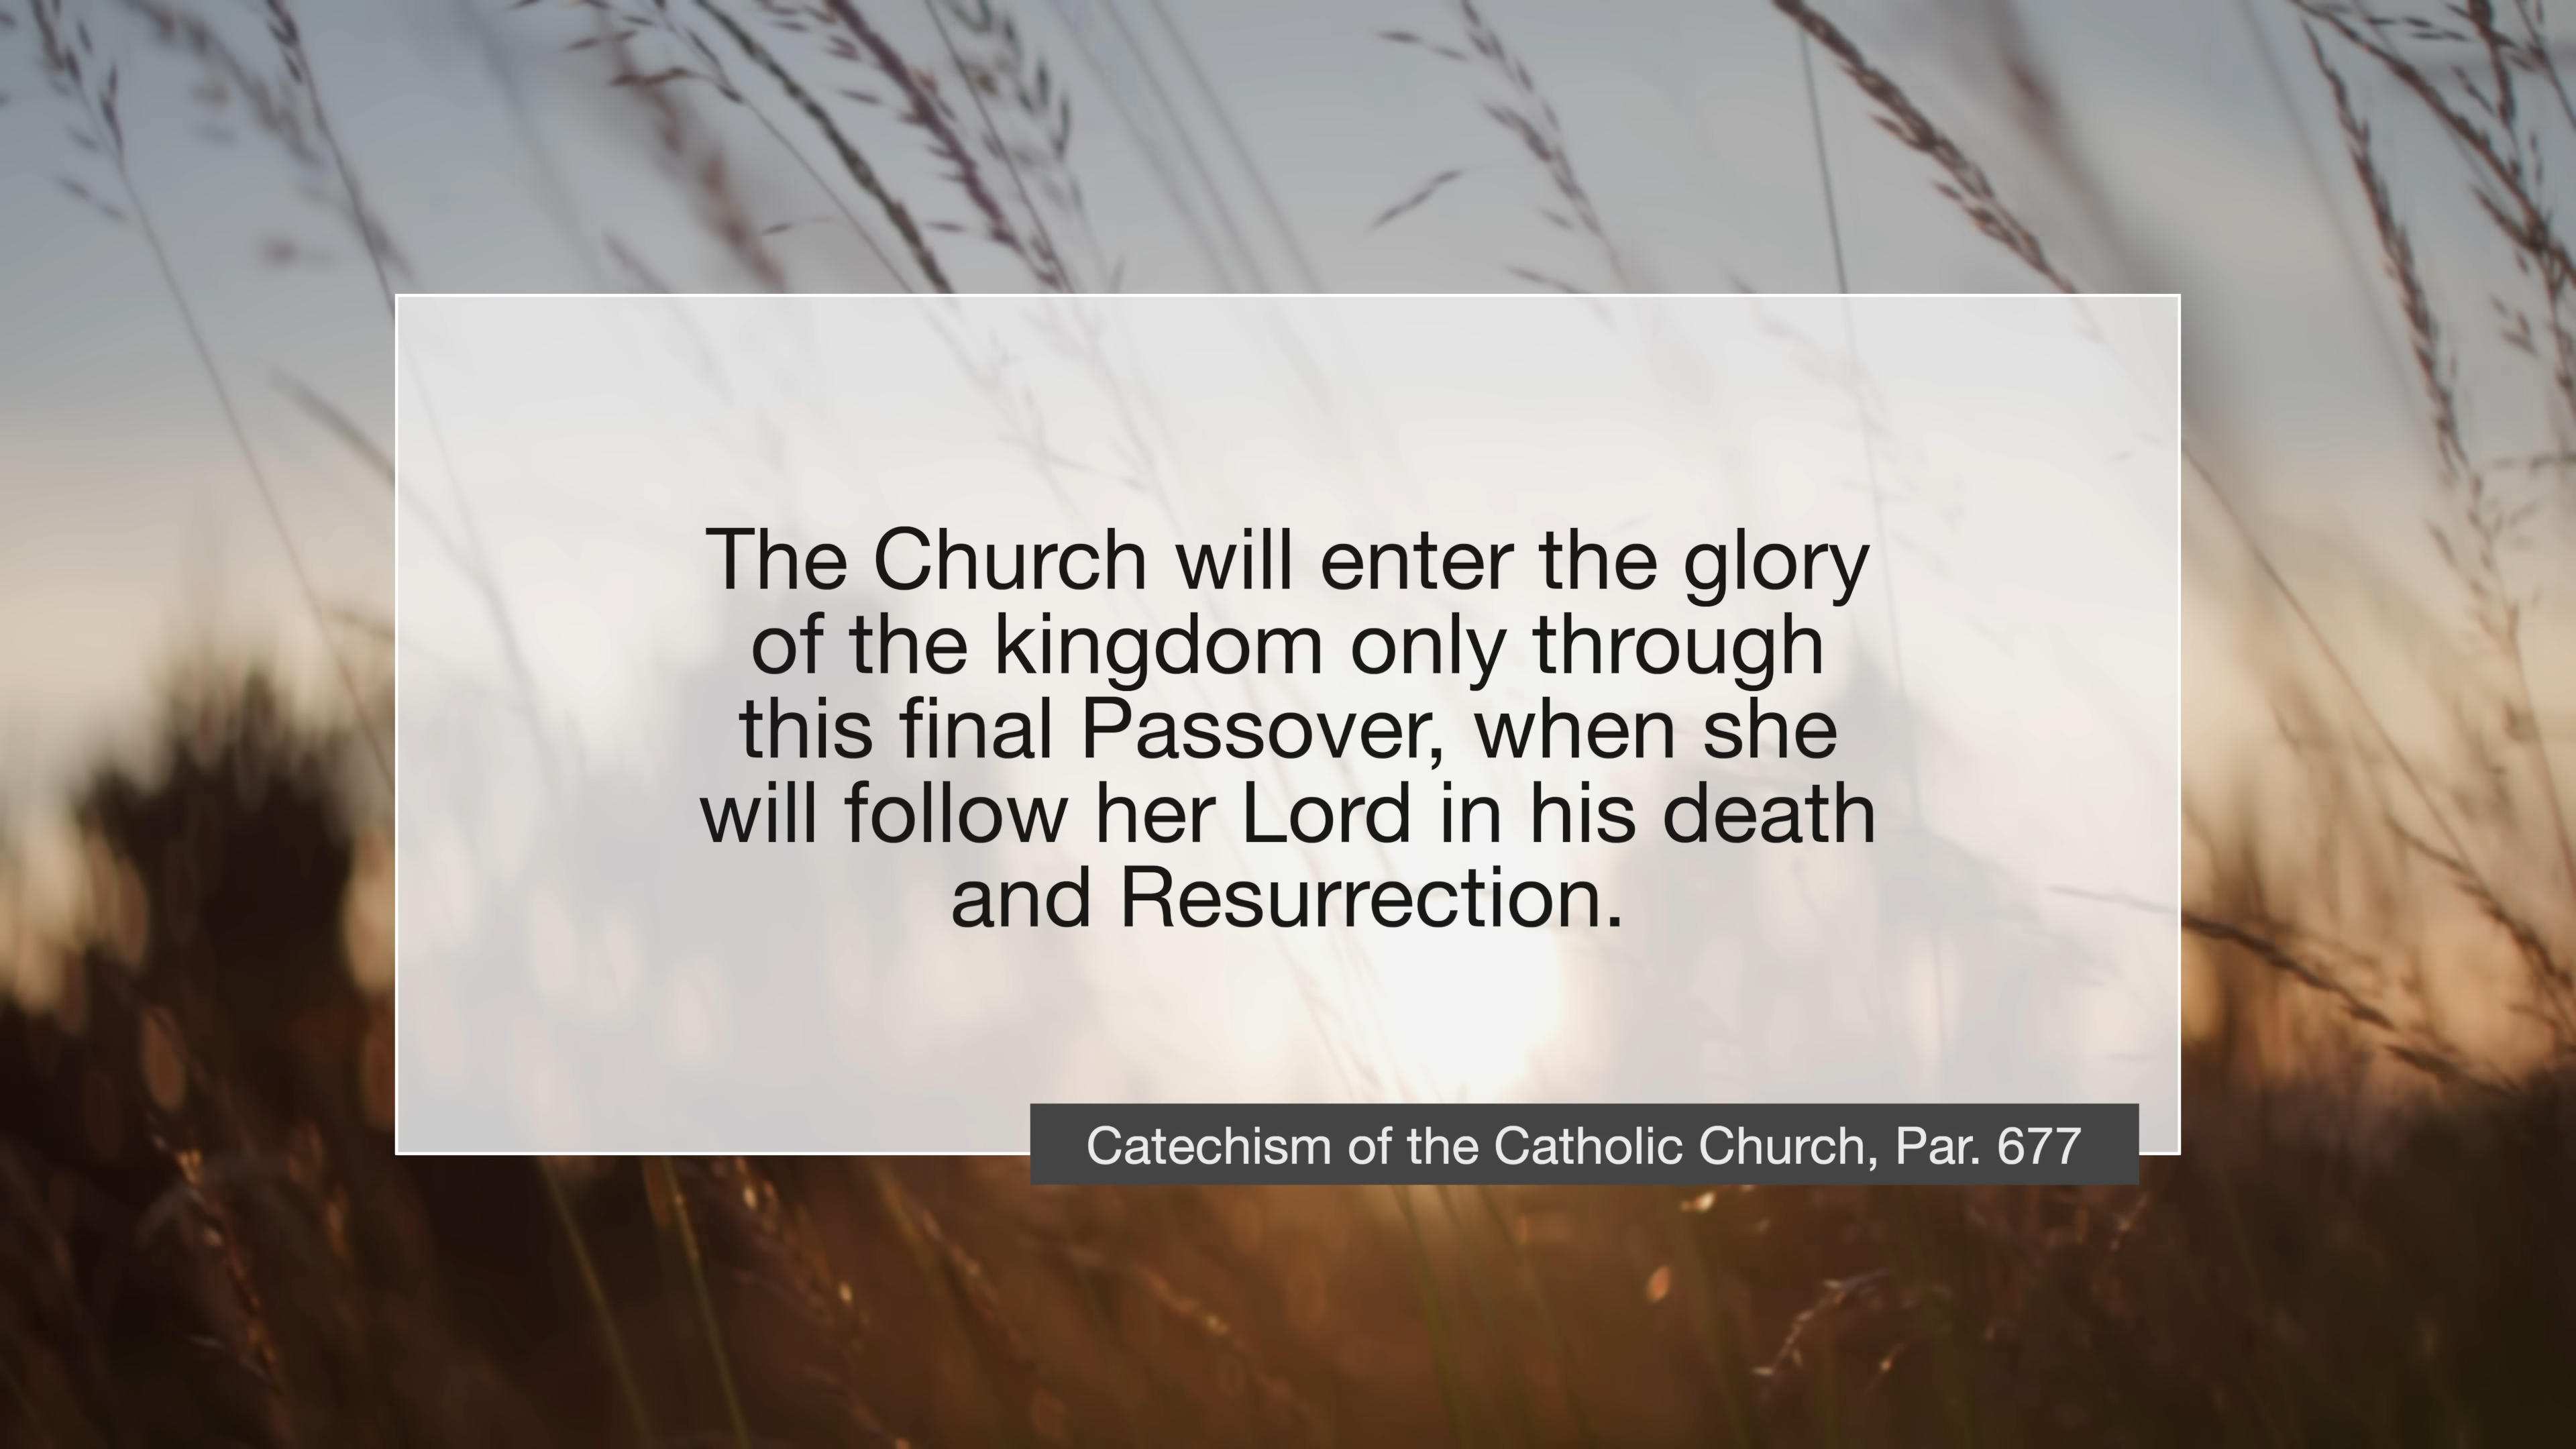 The Church will enter the glory
of the kingdom only through
this final Passover, when she
will follow her Lord in his death
and Resurrection.
Catechism of the Catholic Church, Par. 677